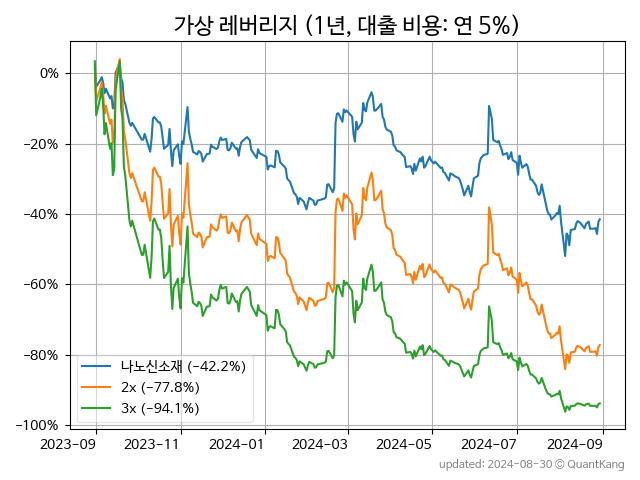 가상 레버리지 (1년, 대출 비용: 연 5%)
0%
−20%
−40%
−60%
−80%
−100%
나노신소재 (−42.2%)
2x (−77.8%)
3x (−94.1%)
2023-09 2023-11 2024-01 2024-03 2024-05 2024-07 2024-09
updated: 2024-08-30 © QuantKang